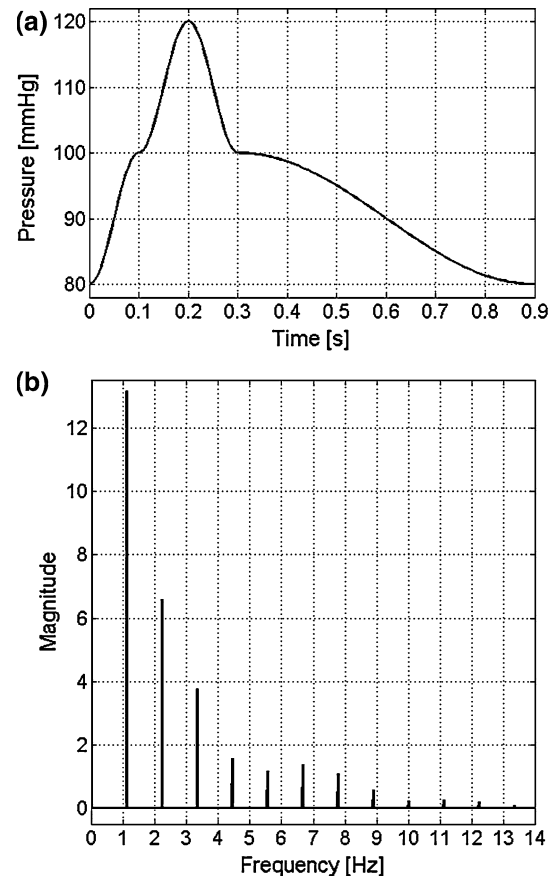 (a)
120
110
100
90
80
Pressure [mmHg]
0 0.1 0.2 0.3 0.4 0.5 0.6 0.7 0.8 0.9
Time [s]
(b)
12
10
8
6
4
2
0
Magnitude
0 1 2 3 4 5 6 7 8 9 10 11 12 13 14
Frequency [Hz]